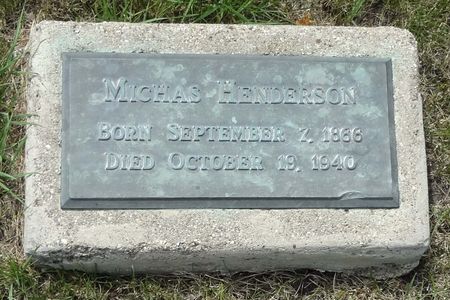 Michas Henderson
Born September 7, 1866
Died October 19, 1940